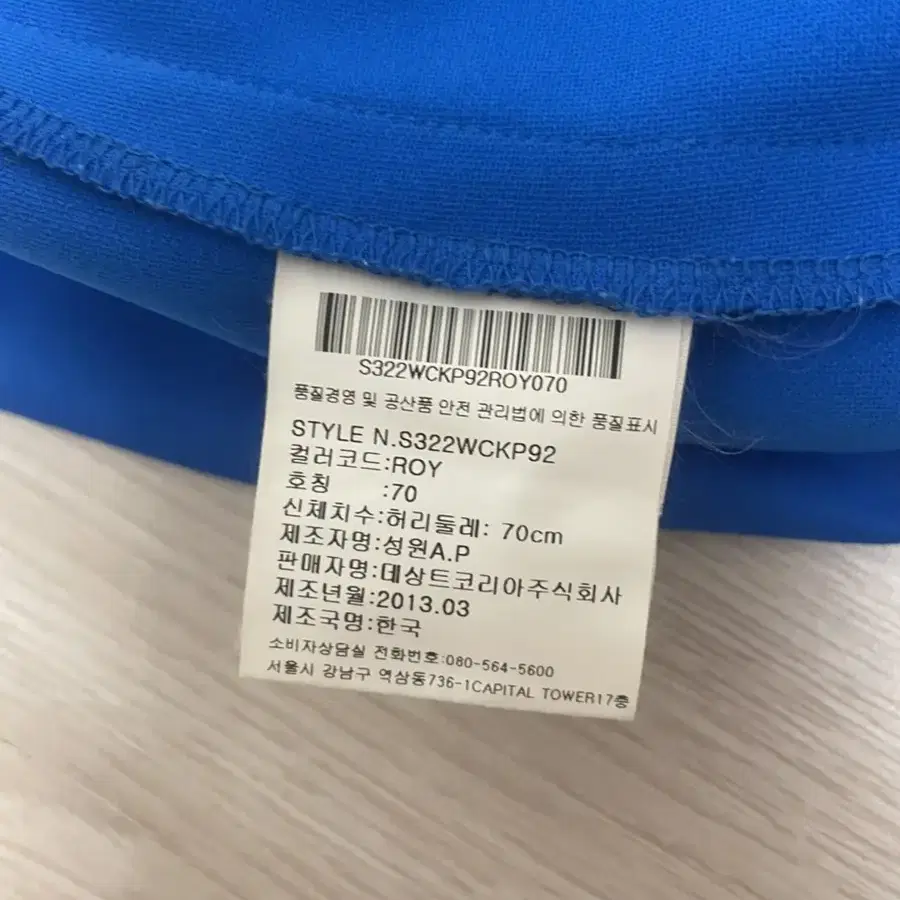 S322WCKP92ROY070
품질경영 및 공산품 안전 관리법에 의한 품질표시
STYLE N.S322WCKP92
컬러코드:ROY
호칭 :70
신체치수:허리둘레: 70cm
제조자명:성원A.P
판매자명:데상트코리아주식회사
제조년월:2013.03
제조국명:한국
소비자상담실 전화번호:080-564-5600
서울시 강남구 역삼동736-1CAPITAL TOWER17층